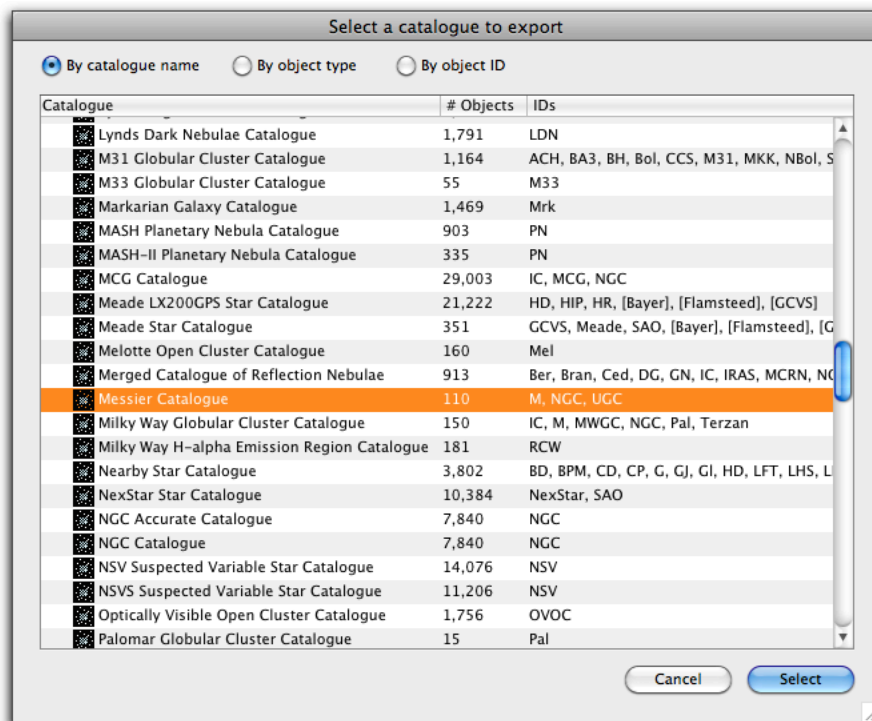 Select a catalogue to export
By catalogue name By object type By object ID
Catalogue # Objects IDs
Lynds Dark Nebulae Catalogue 1,791 LDN
M31 Globular Cluster Catalogue 1,164 ACH, BA3, BH, Bol, CCS, M31, MKK, NBol, S
M33 Globular Cluster Catalogue 55 M33
Markarian Galaxy Catalogue 1,469 Mrk
MASH Planetary Nebula Catalogue 903 PN
MASH-II Planetary Nebula Catalogue 335 PN
MCG Catalogue 29,003 IC, MCG, NGC
Meade LX200GPS Star Catalogue 21,222 HD, HIP, HR, [Bayer], [Flamsteed], [GCVS]
Meade Star Catalogue 351 GCVS, Meade, SAO, [Bayer], [Flamsteed], [G
Melotte Open Cluster Catalogue 160 Mel
Merged Catalogue of Reflection Nebulae 913 Ber, Bran, Ced, DG, GN, IC, IRAS, MCRN, NG
Messier Catalogue 110 M, NGC, UGC
Milky Way Globular Cluster Catalogue 150 IC, M, MWGC, NGC, Pal, Terzan
Milky Way H-alpha Emission Region Catalogue 181 RCW
Nearby Star Catalogue 3,802 BD, BPM, CD, CP, G, GJ, Gl, HD, LFT, LHS, L
NexStar Star Catalogue 10,384 NexStar, SAO
NGC Accurate Catalogue 7,840 NGC
NGC Catalogue 7,840 NGC
NSV Suspected Variable Star Catalogue 14,076 NSV
NSVS Suspected Variable Star Catalogue 11,206 NSV
Optically Visible Open Cluster Catalogue 1,756 OVOC
Palomar Globular Cluster Catalogue 15 Pal
Cancel Select